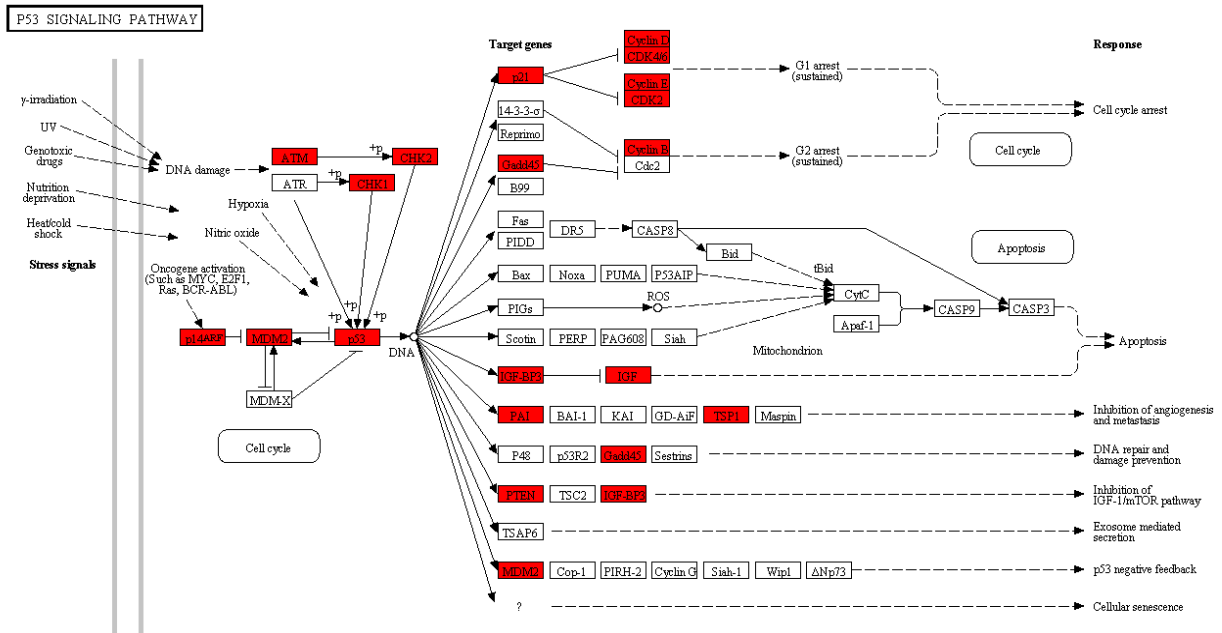 P53 SIGNALING PATHWAY
Target genes
Response
Cyclin D
CDK4/6
p21
Cyclin E
CDK2
G1 arrest
(sustained)
14-3-3-σ
Reprimo
Cyclin B
Cdc2
Gadd45
B99
G2 arrest
(sustained)
Cell cycle arrest
Cell cycle
γ-irradiation
UV
Genotoxic
drugs
Nutrition
deprivation
Heat/cold
shock
Stress signals
DNA damage
ATM
+p
CHK2
ATR
+p
CHK1
+p
Hypoxia
Nitric oxide
Oncogene activation
(Such as MYC, E2F1,
Ras, BCR-ABL)
+p
+p
+p
p14ARF
MDM2
p53
DNA
MDM-X
Cell cycle
Fas
PIDD
DR5
CASP8
Bid
tBid
Apoptosis
Bax
Noxa
PUMA
P53AIP
CytC
ROS
PIGs
CASP9
CASP3
Apaf-1
Scotin
PERP
PAG608
Siah
Mitochondrion
Apoptosis
IGF-BP3
IGF
PAI
BAI-1
KAI
GD-AiF
TSP1
Maspin
Inhibition of angiogenesis
and metastasis
P48
p53R2
Gadd45
Sestrins
DNA repair and
damage prevention
PTEN
TSC2
IGF-BP3
Inhibition of
IGF-1/mTOR pathway
TSAP6
Exosome mediated
secretion
MDM2
Cop-1
PIRH-2
Cyclin G
Siah-1
Wip1
ΔNp73
p53 negative feedback
?
Cellular senescence